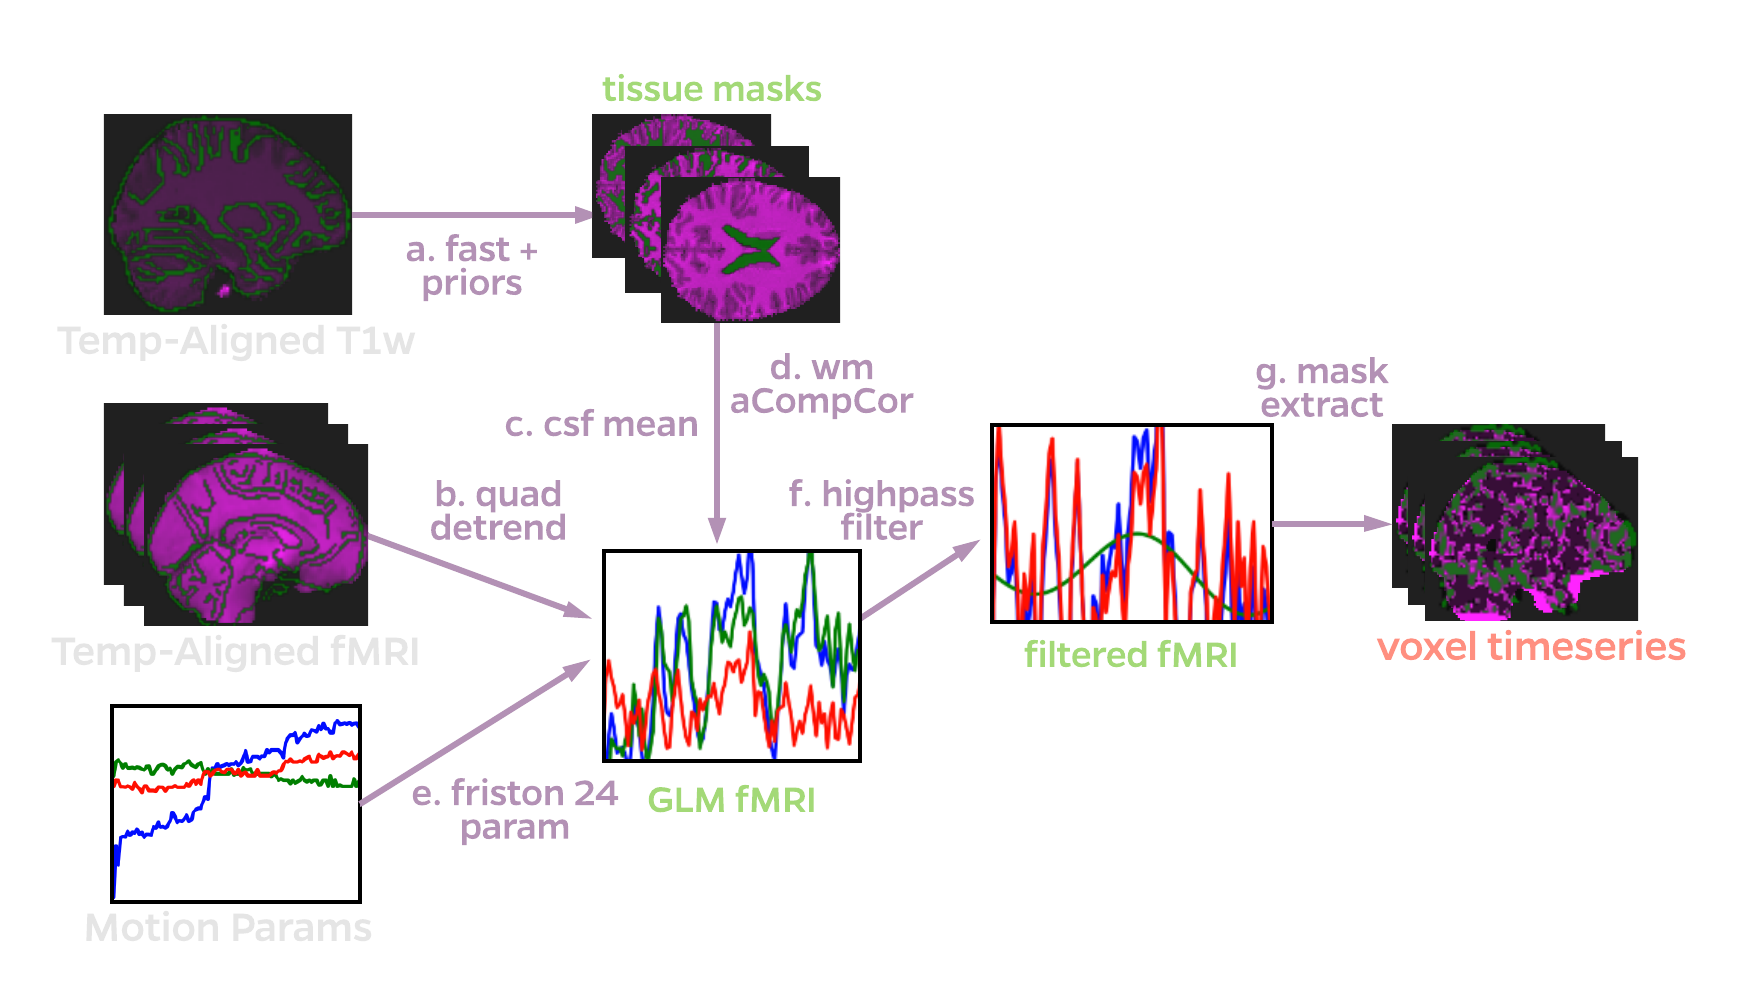 tissue masks
a. fast +
priors
Temp-Aligned T1w
d. wm
aCompCor
c. csf mean
g. mask
extract
b. quad
detrend
f. highpass
filter
Temp-Aligned fMRI
filtered fMRI
voxel timeseries
e. friston 24
param
GLM fMRI
Motion Params